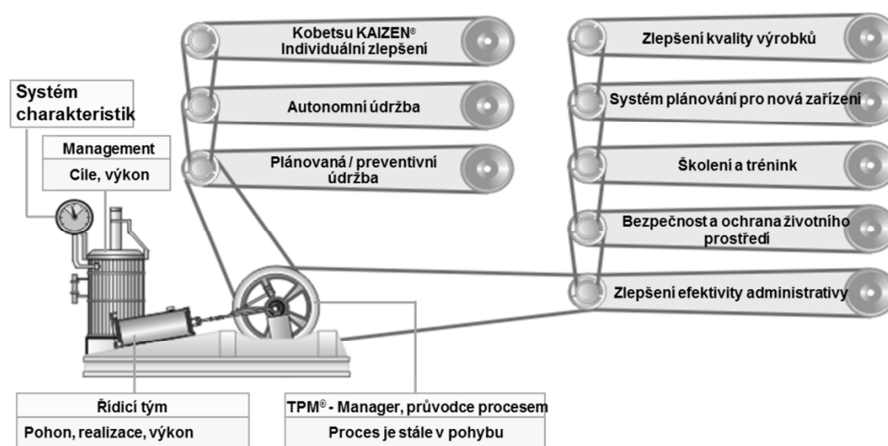 Kobetsu KAIZEN®
Individuální zlepšení
Autonomní údržba
Plánovaná / preventivní
údržba
Zlepšení kvality výrobků
Systém plánování pro nová zařízení
Školení a trénink
Bezpečnost a ochrana životního
prostředí
Zlepšení efektivity administrativy
Systém
charakteristik
Management
Cíle, výkon
Řídicí tým
Pohon, realizace, výkon
TPM® - Manager, průvodce procesem
Proces je stále v pohybu